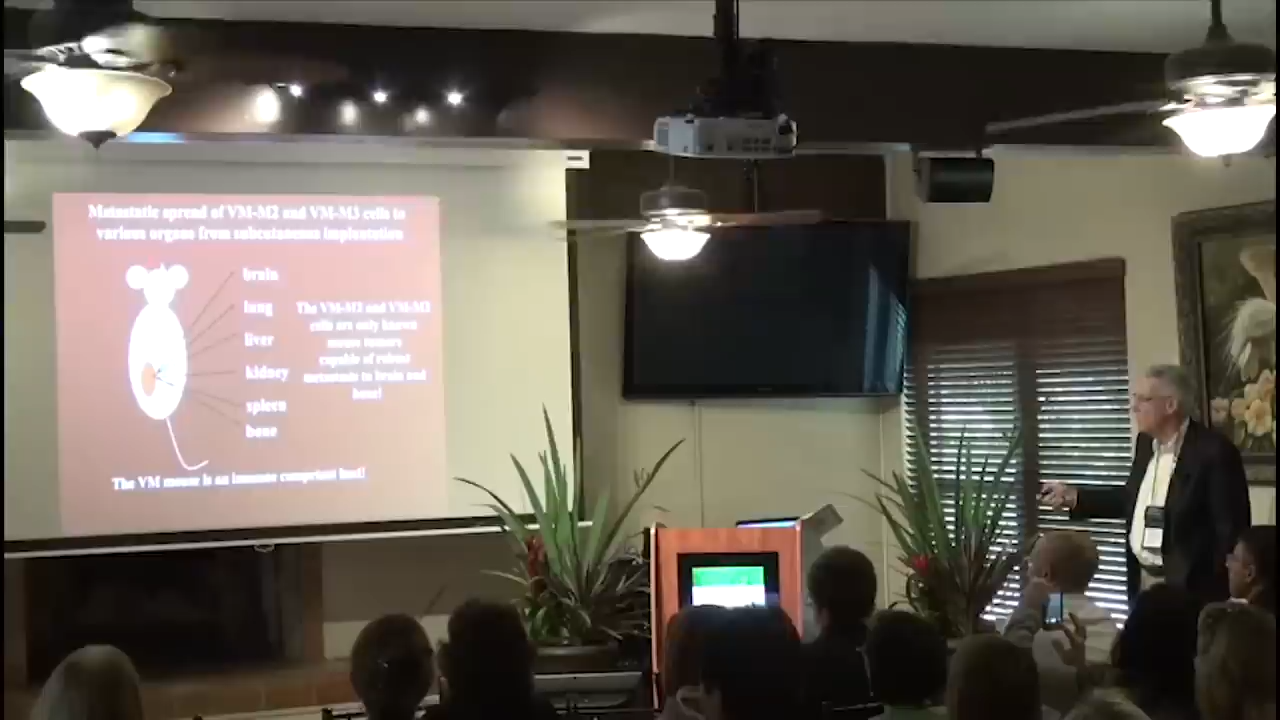 Metastatic spread of VM-M2 and VM-M3 cells to
various organs from subcutaneous implantation
brain
lung
liver
kidney
spleen
bone
The VM-M2 and VM-M3
cells are only known
mouse tumors
capable of robust
metastasis to brain and
bone!
The VM mouse is an immune competent host!